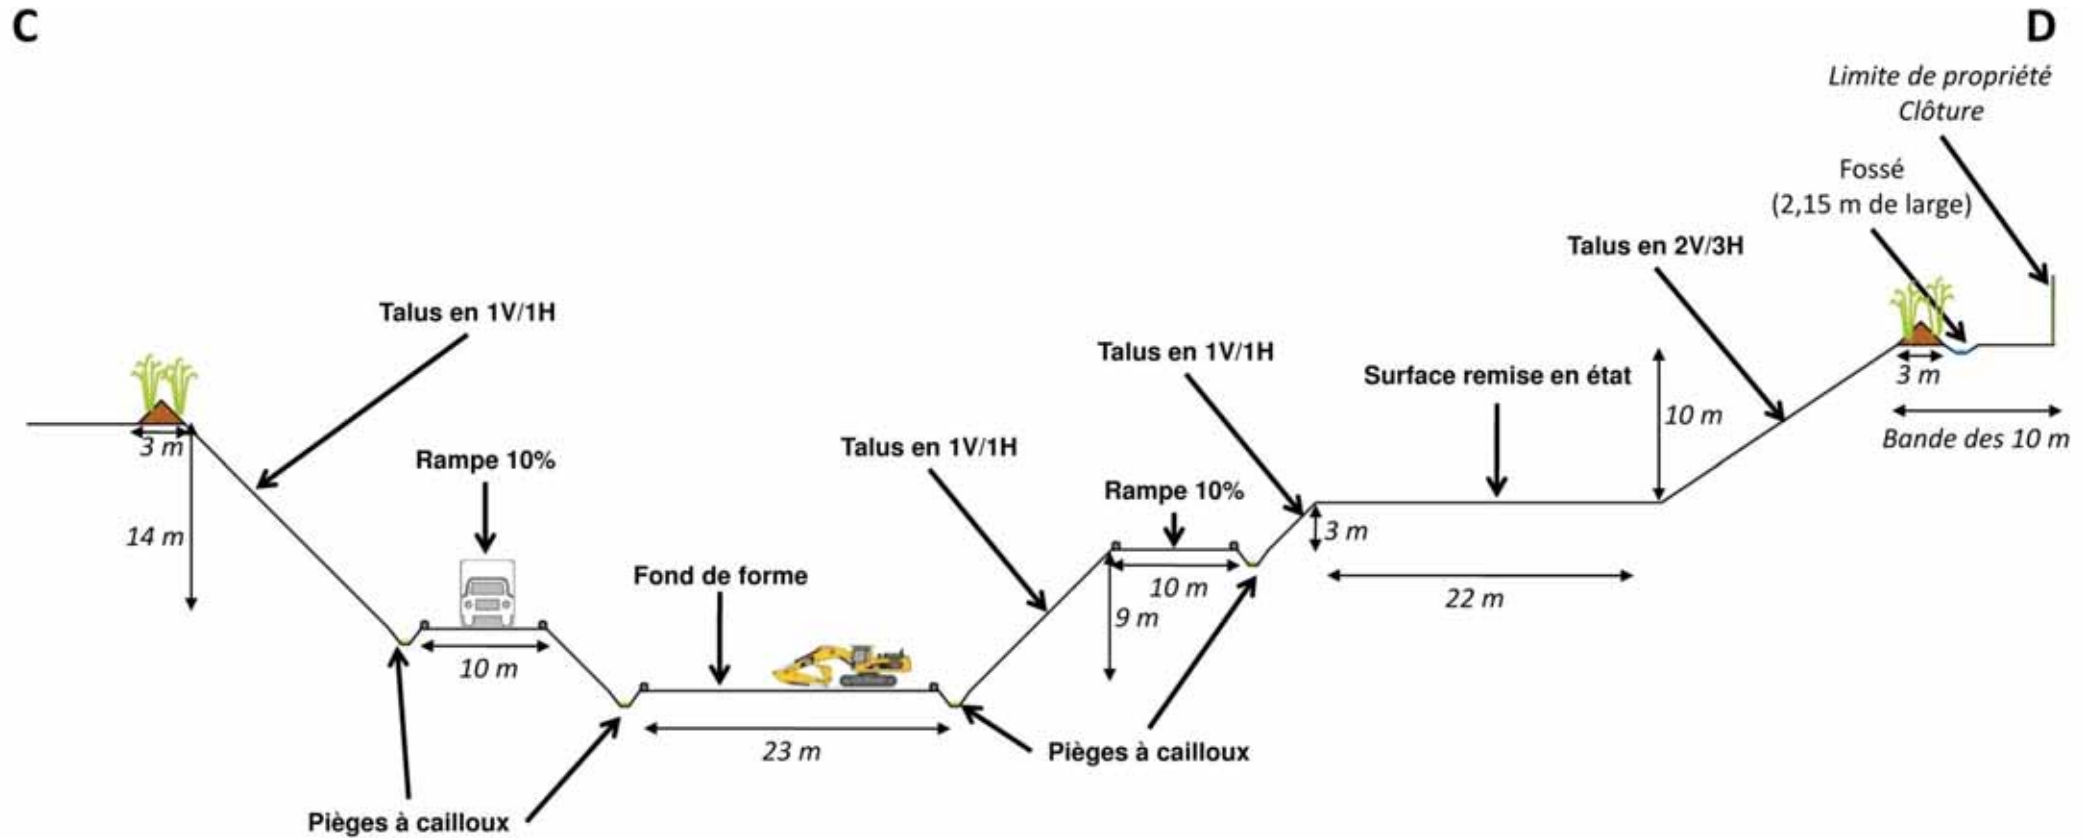 C
D
Limite de propriété
Clôture
Fossé
(2,15 m de large)
Talus en 2V/3H
Talus en 1V/1H
Talus en 1V/1H
Surface remise en état
3 m
10 m
Bande des 10 m
3 m
Rampe 10%
Talus en 1V/1H
Rampe 10%
14 m
3 m
Fond de forme
10 m
22 m
9 m
10 m
23 m
Pièges à cailloux
Pièges à cailloux